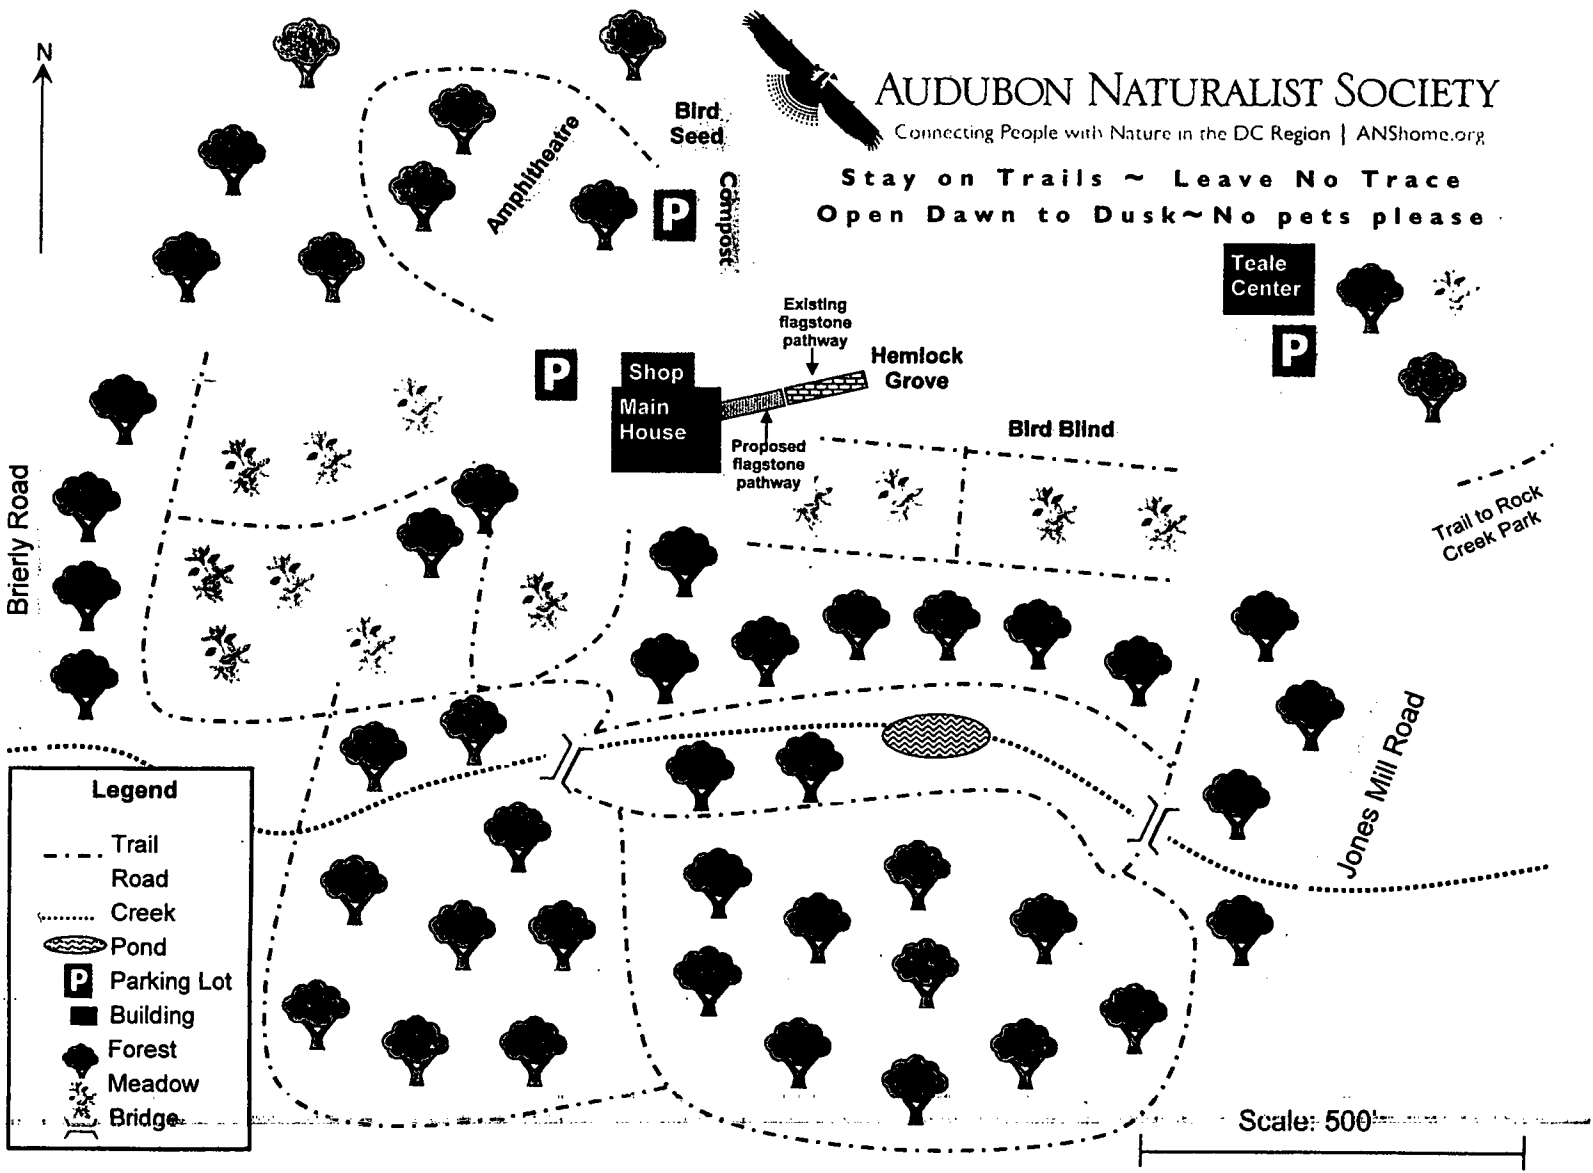 N
AUDUBON NATURALIST SOCIETY
Connecting People with Nature in the DC Region | ANShome.org
Stay on Trails ~ Leave No Trace
Open Dawn to Dusk~No pets please
Bird
Seed
Amphitheatre
P
Compost
Teale
Center
P
Existing
flagstone
pathway
Hemlock
Grove
P
Shop
Main
House
Proposed
flagstone
pathway
Bird Blind
Trail to Rock
Creek Park
Brierly Road
Jones Mill Road
Legend
Trail
Road
Creek
Pond
P Parking Lot
Building
Forest
Meadow
Bridge
Scale: 500'